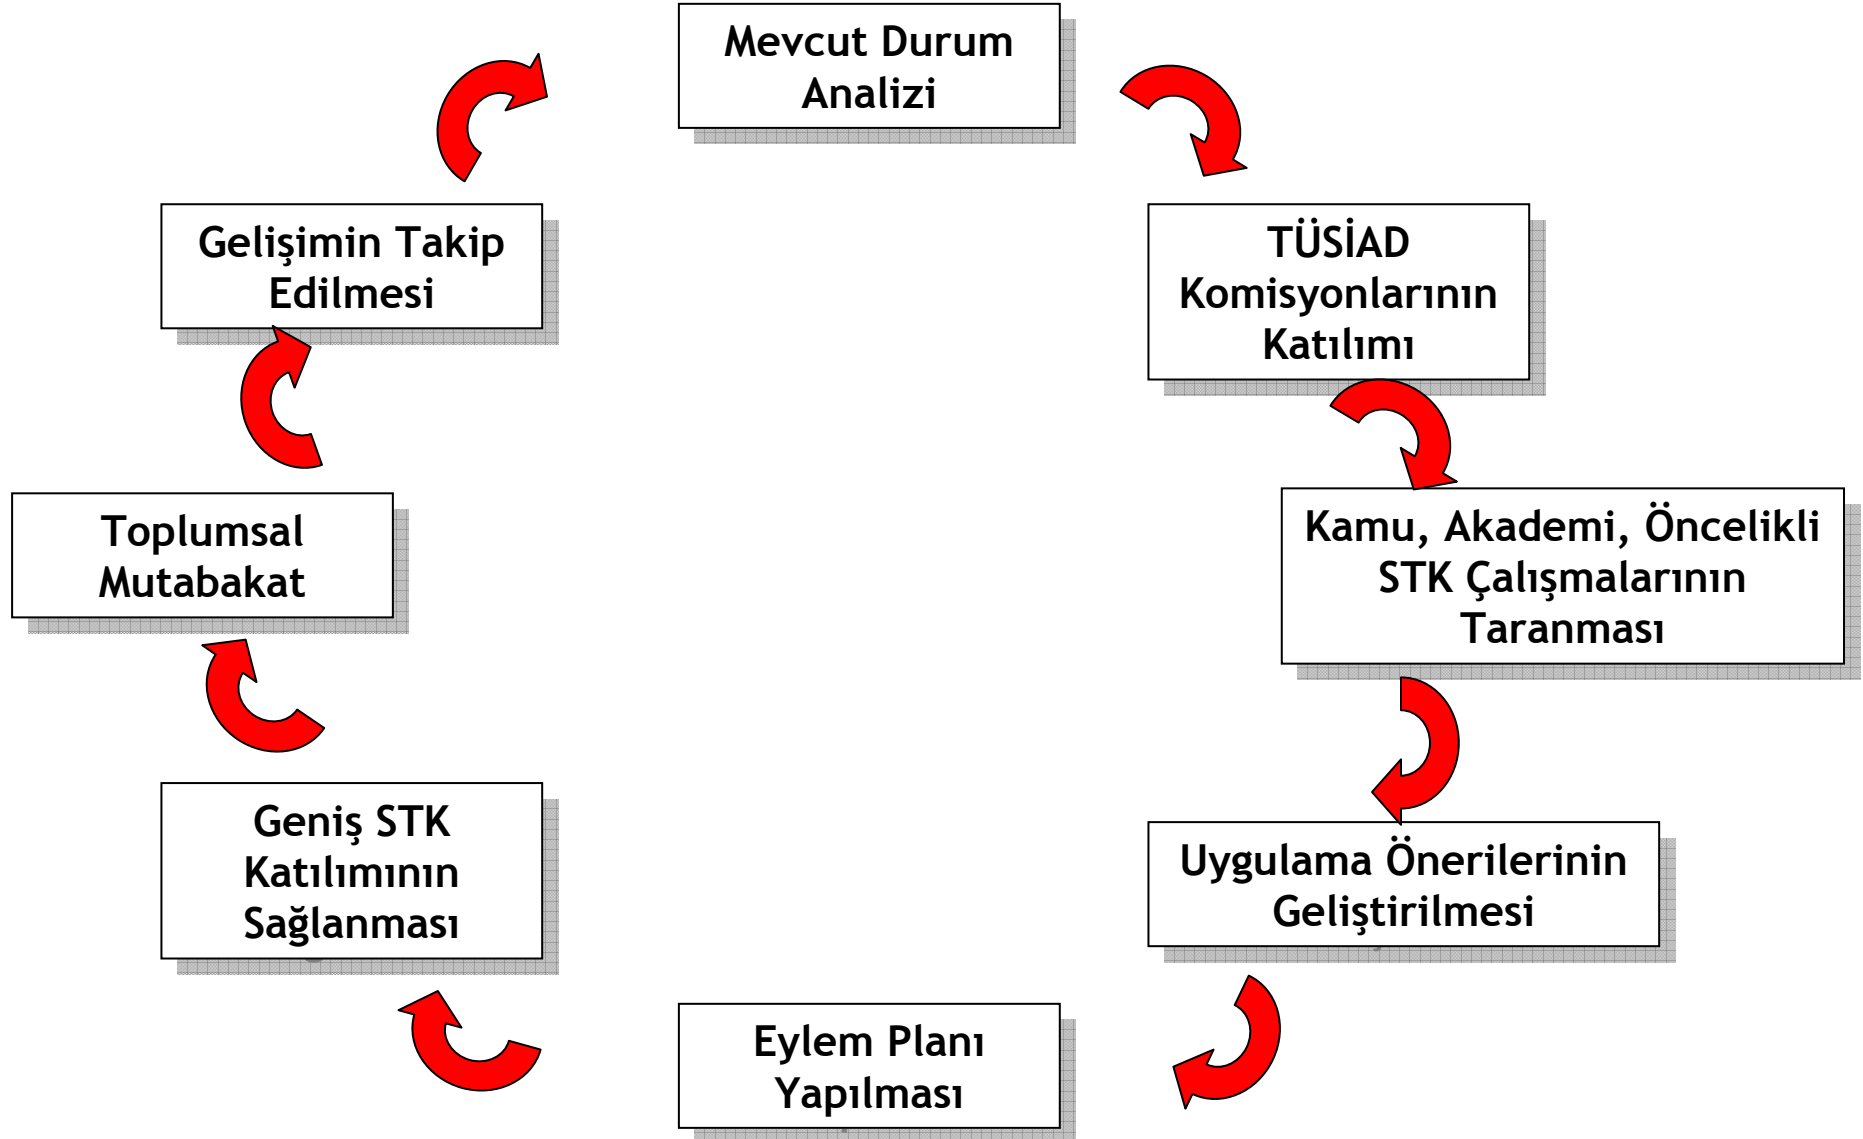 Mevcut Durum
Analizi
TÜSİAD
Komisyonlarının
Katılımı
Kamu, Akademi, Öncelikli
STK Çalışmalarının
Taranması
Uygulama Önerilerinin
Geliştirilmesi
Eylem Planı
Yapılması
Geniş STK
Katılımının
Sağlanması
Toplumsal
Mutabakat
Gelişimin Takip
Edilmesi